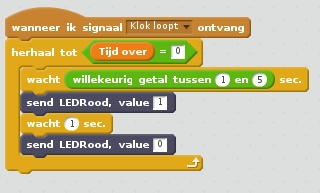 wanneer ik signaal Klok loopt ontvang
herhaal tot Tijd over = 0
wacht willekeurig getal tussen 1 en 5 sec.
send LEDRood, value 1
wacht 1 sec.
send LEDRood, value 0